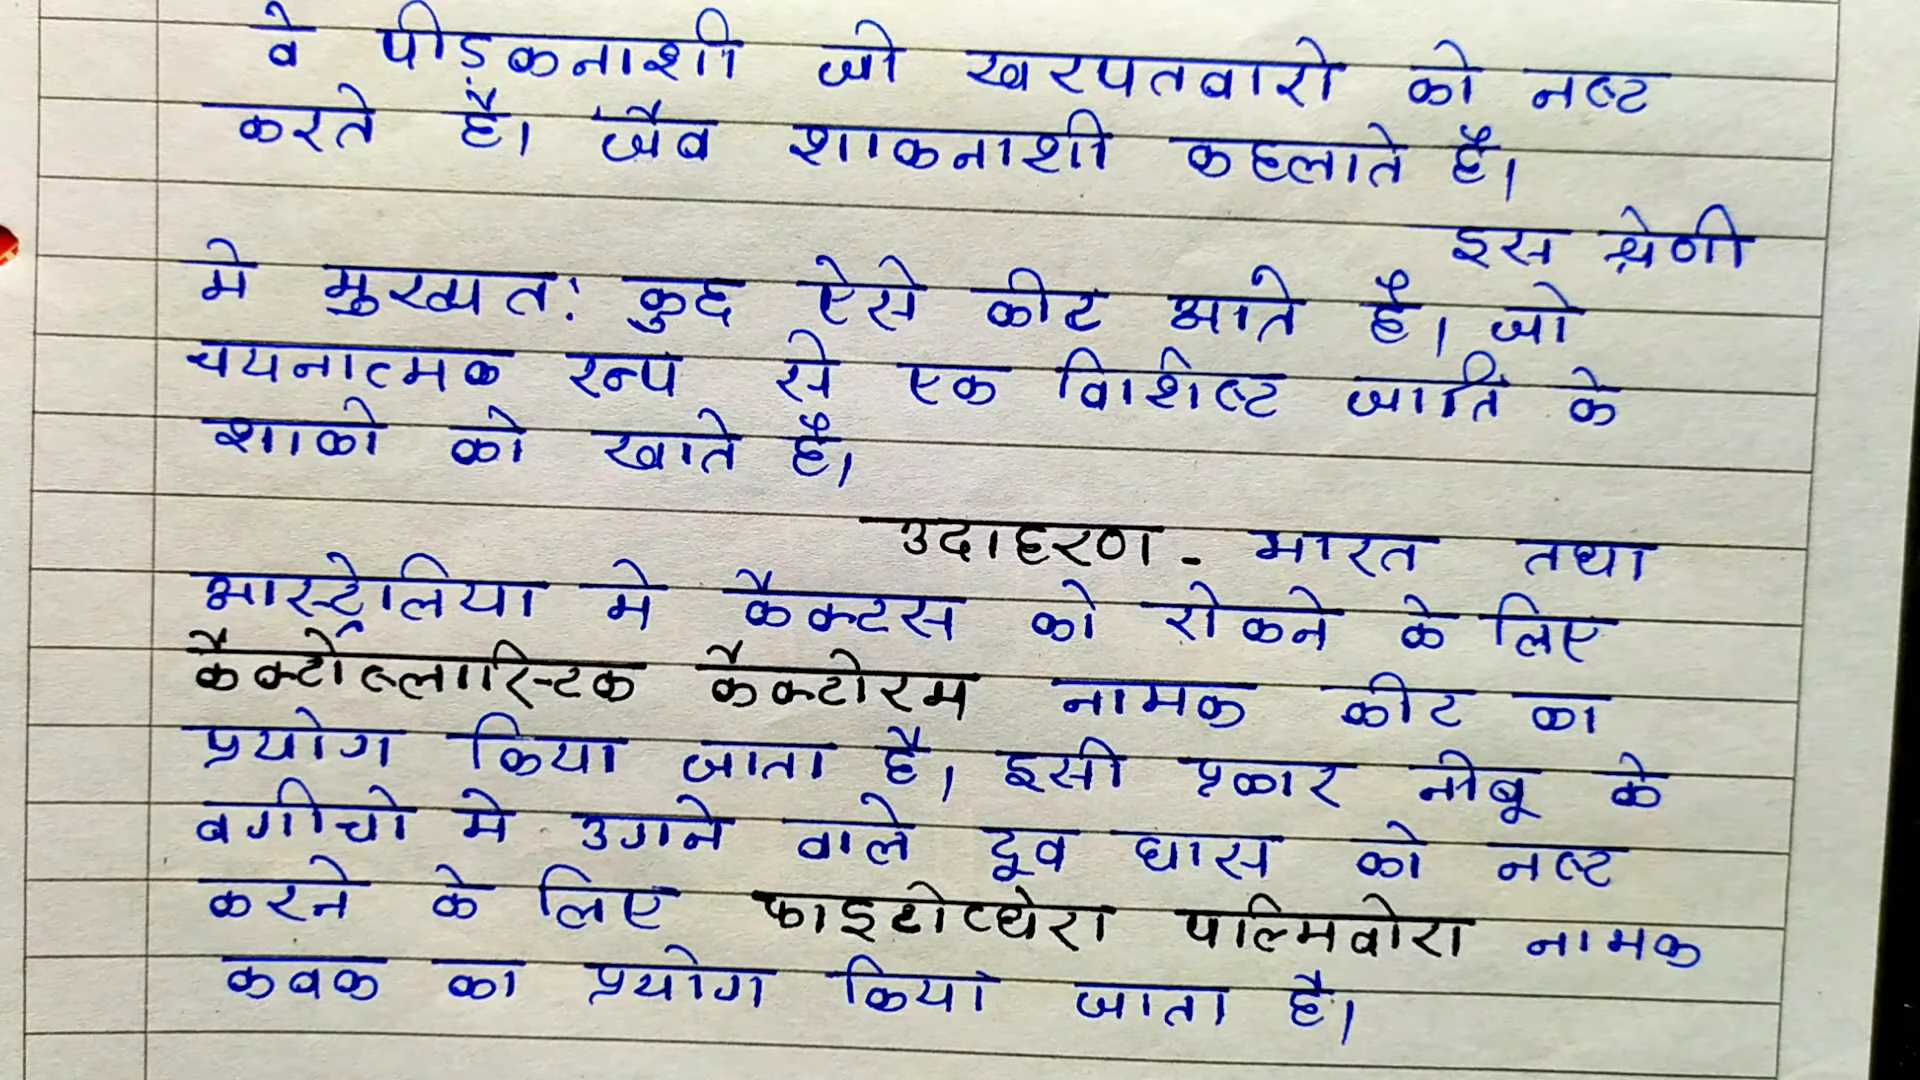 वे पीड़कनाशी जो खरपतवारो को नष्ट
करते है। जैव शाकनाशी कहलाते है।
इस श्रेणी
मे मुख्यत: कुछ ऐसे कीट आते है। जो
चयनात्मक रूप से एक विशिष्ट जाति के
शाको को खाते है।
उदाहरण - भारत तथा
आस्ट्रेलिया मे कैक्टस को रोकने के लिए
कैक्टोब्लास्टिक कैक्टोरम नामक कीट का
प्रयोग किया जाता है। इसी प्रकार नीबू के
बगीचो मे उगने वाले दूव घास को नष्ट
करने के लिए फाइटोप्थेरा पाल्मिवोरा नामक
कवक का प्रयोग किया जाता है।